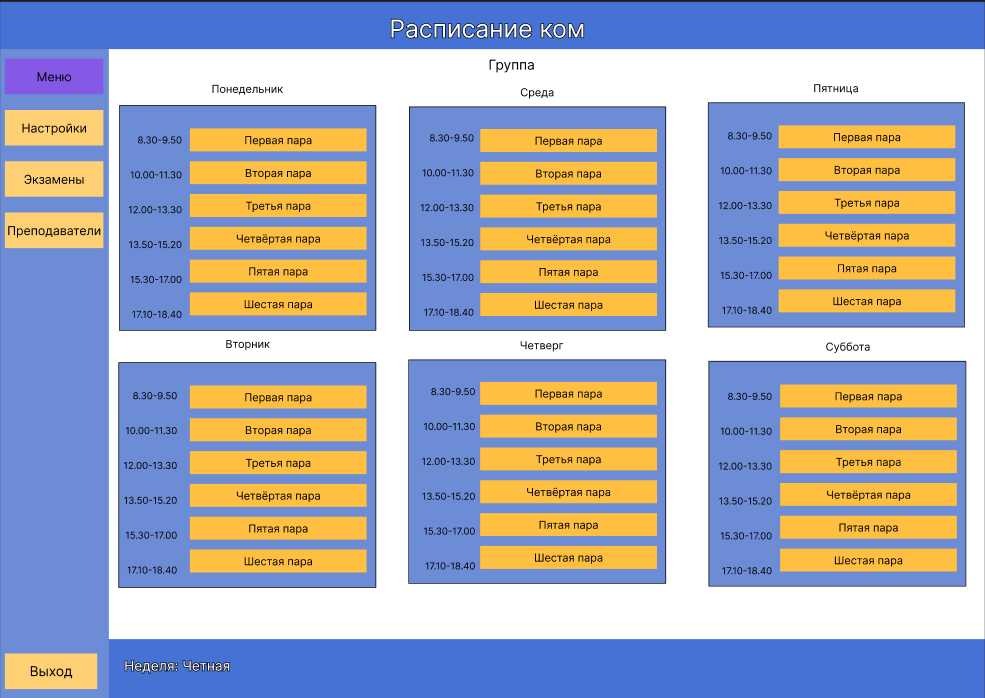 Расписание ком
Меню
Настройки
Экзамены
Преподаватели
Выход
Группа
Понедельник
8.30-9.50 Первая пара
10.00-11.30 Вторая пара
12.00-13.30 Третья пара
13.50-15.20 Четвёртая пара
15.30-17.00 Пятая пара
17.10-18.40 Шестая пара
Среда
8.30-9.50 Первая пара
10.00-11.30 Вторая пара
12.00-13.30 Третья пара
13.50-15.20 Четвёртая пара
15.30-17.00 Пятая пара
17.10-18.40 Шестая пара
Пятница
8.30-9.50 Первая пара
10.00-11.30 Вторая пара
12.00-13.30 Третья пара
13.50-15.20 Четвёртая пара
15.30-17.00 Пятая пара
17.10-18.40 Шестая пара
Вторник
8.30-9.50 Первая пара
10.00-11.30 Вторая пара
12.00-13.30 Третья пара
13.50-15.20 Четвёртая пара
15.30-17.00 Пятая пара
17.10-18.40 Шестая пара
Четверг
8.30-9.50 Первая пара
10.00-11.30 Вторая пара
12.00-13.30 Третья пара
13.50-15.20 Четвёртая пара
15.30-17.00 Пятая пара
17.10-18.40 Шестая пара
Суббота
8.30-9.50 Первая пара
10.00-11.30 Вторая пара
12.00-13.30 Третья пара
13.50-15.20 Четвёртая пара
15.30-17.00 Пятая пара
17.10-18.40 Шестая пара
Неделя: Четная